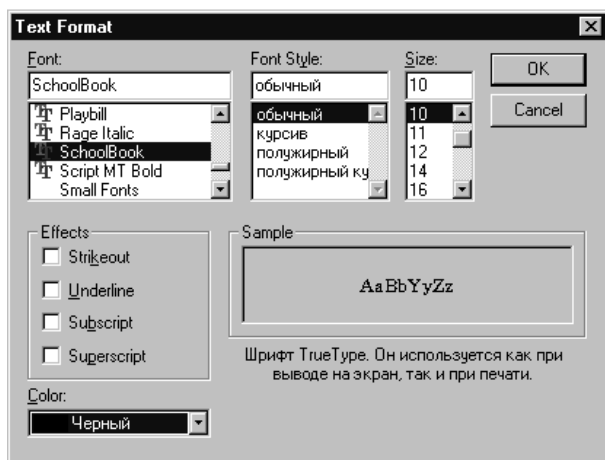 Text Format
Font:
SchoolBook
Playbill
Rage Italic
SchoolBook
Script MT Bold
Small Fonts
Font Style:
обычный
обычный
курсив
полужирный
полужирный ку
Size:
10
10
11
12
14
16
OK
Cancel
Effects
Strikeout
Underline
Subscript
Superscript
Sample
AaBbYyZz
Шрифт TrueType. Он используется как при
выводе на экран, так и при печати.
Color:
Черный